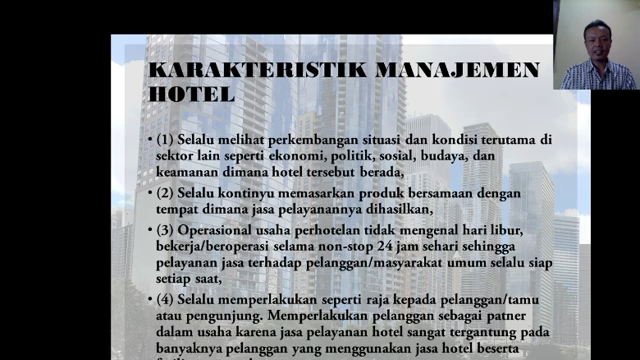 KARAKTERISTIK MANAJEMEN
HOTEL
• (1) Selalu melihat perkembangan situasi dan kondisi terutama di
sektor lain seperti ekonomi, politik, sosial, budaya, dan
keamanan dimana hotel tersebut berada,
• (2) Selalu kontinyu memasarkan produk bersamaan dengan
tempat dimana jasa pelayanannya dihasilkan,
• (3) Operasional usaha perhotelan tidak mengenal hari libur,
bekerja/beroperasi selama non-stop 24 jam sehari sehingga
pelayanan jasa terhadap pelanggan/masyarakat umum selalu siap
setiap saat,
• (4) Selalu memperlakukan seperti raja kepada pelanggan/tamu
atau pengunjung. Memperlakukan pelanggan sebagai patner
dalam usaha karena jasa pelayanan hotel sangat tergantung pada
banyaknya pelanggan yang menggunakan jasa hotel beserta